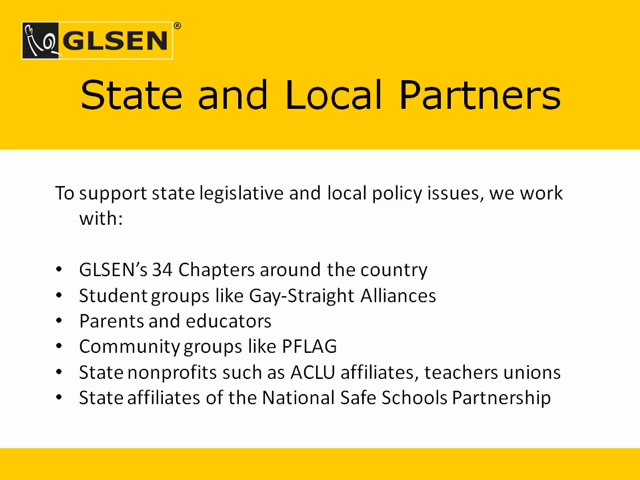 GLSEN®
State and Local Partners
To support state legislative and local policy issues, we work
with:
• GLSEN’s 34 Chapters around the country
• Student groups like Gay-Straight Alliances
• Parents and educators
• Community groups like PFLAG
• State nonprofits such as ACLU affiliates, teachers unions
• State affiliates of the National Safe Schools Partnership